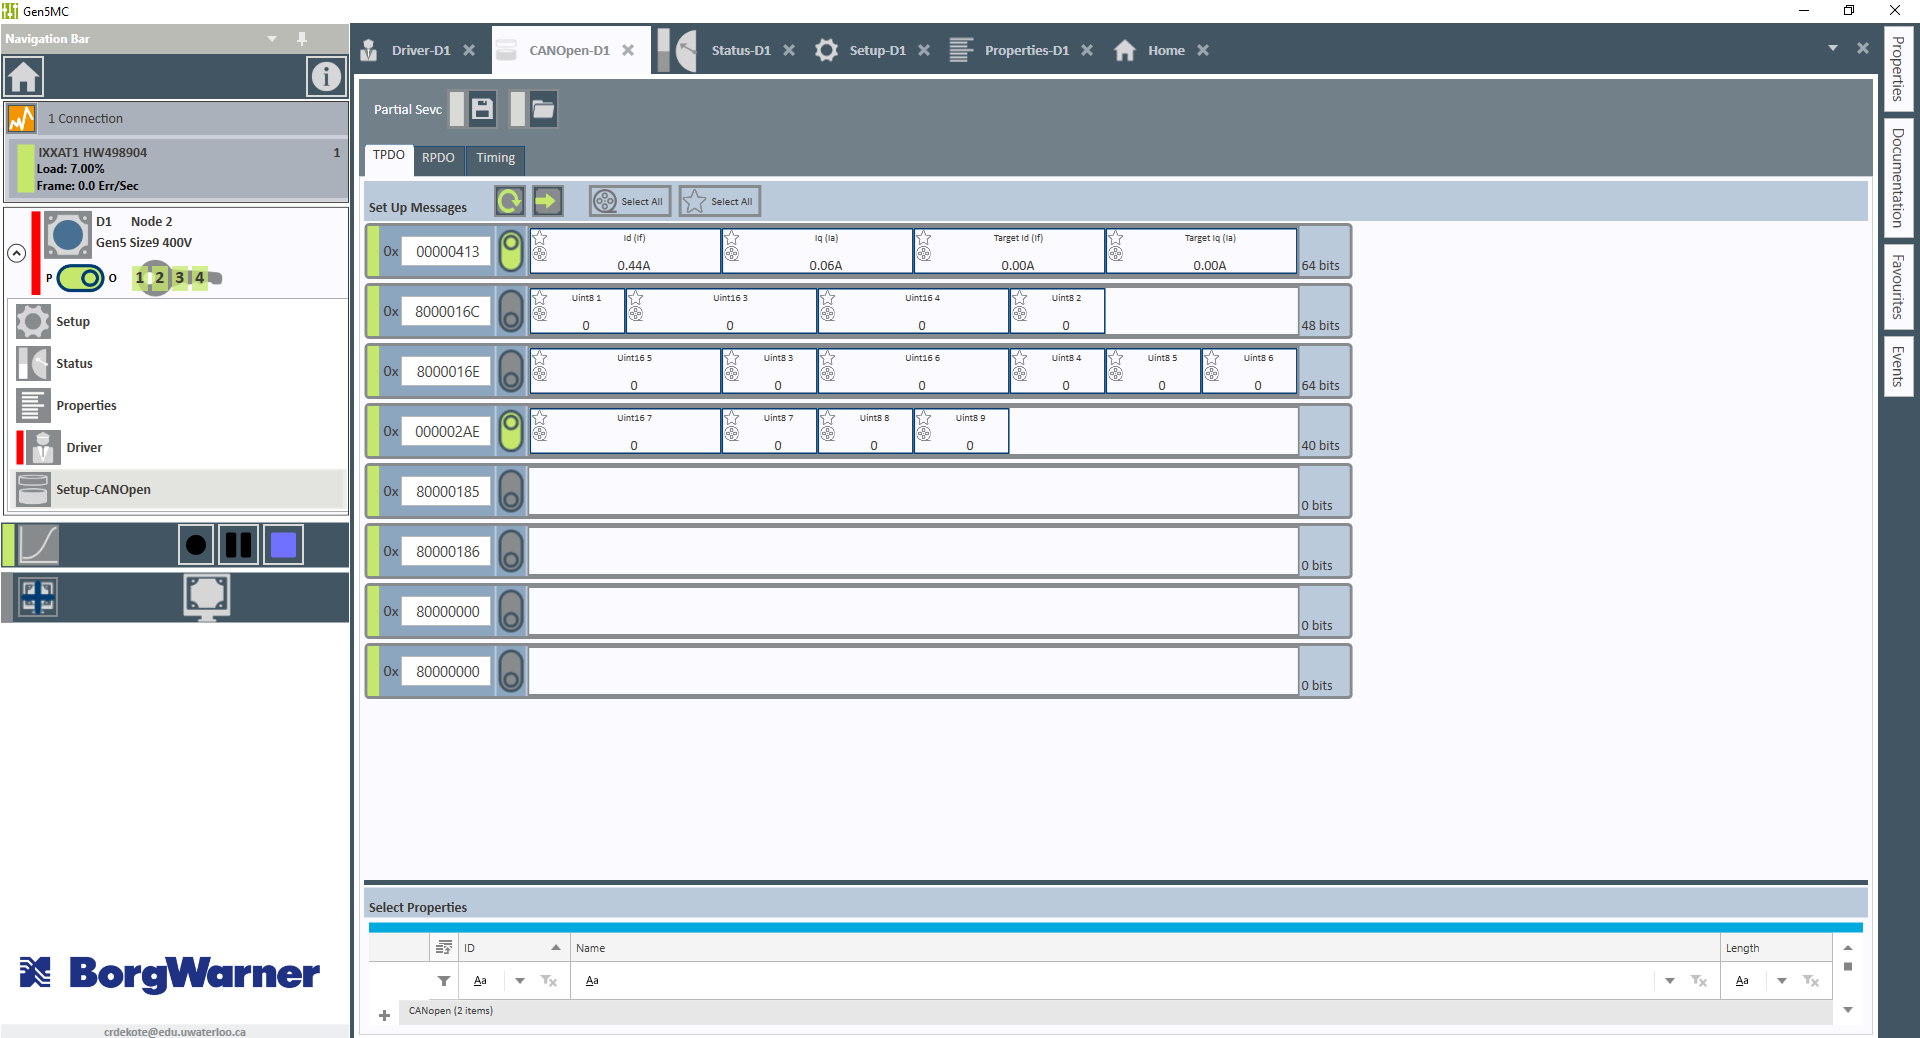 Gen5MC
Navigation Bar
1 Connection
IXXAT1 HW498904 1
Load: 7.00%
Frame: 0.0 Err/Sec
D1 Node 2
Gen5 Size9 400V
P O 1 2 3 4
Setup
Status
Properties
Driver
Setup-CANOpen
BorgWarner
crdekote@edu.uwaterloo.ca
Driver-D1 CANOpen-D1 Status-D1 Setup-D1 Properties-D1 Home
Partial Sevc
TPDO RPDO Timing
Set Up Messages Select All Select All
Id (If) Iq (Ia) Target Id (If) Target Iq (Ia)
0x 00000413 0.44A 0.06A 0.00A 0.00A 64 bits
Uint8 1 Uint16 3 Uint16 4 Uint8 2
0x 8000016C 0 0 0 0 48 bits
Uint16 5 Uint8 3 Uint16 6 Uint8 4 Uint8 5 Uint8 6
0x 8000016E 0 0 0 0 0 0 64 bits
Uint16 7 Uint8 7 Uint8 8 Uint8 9
0x 000002AE 0 0 0 0 40 bits
0x 80000185 0 bits
0x 80000186 0 bits
0x 80000000 0 bits
0x 80000000 0 bits
Select Properties
ID Name Length
Aa Aa Aa
CANopen (2 items)
Properties
Documentation
Favourites
Events